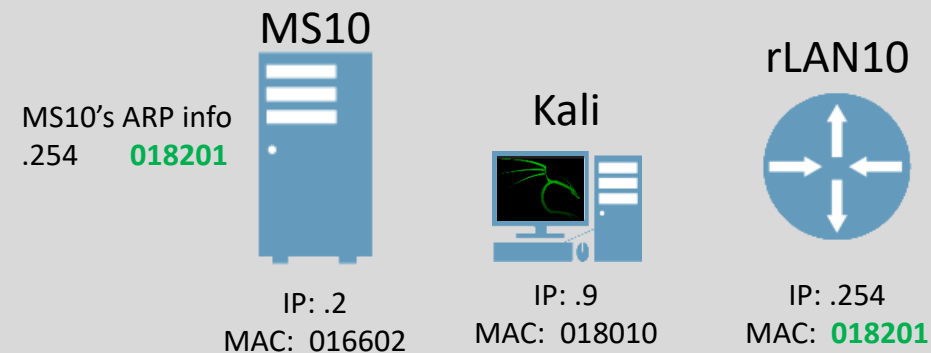 MS10
MS10’s ARP info
.254 018201
Kali
rLAN10
IP: .2
MAC: 016602
IP: .9
MAC: 018010
IP: .254
MAC: 018201